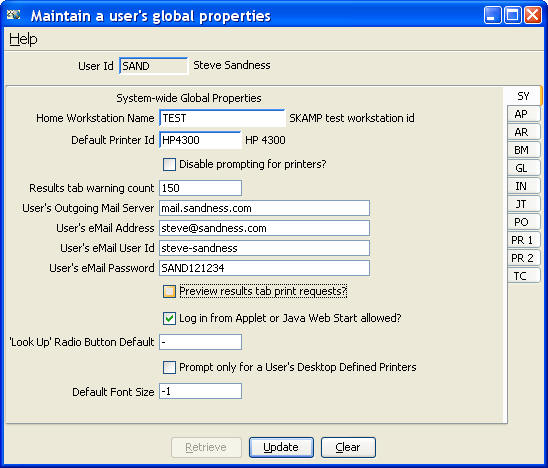 Maintain a user's global properties
Help
User Id SAND Steve Sandness
System-wide Global Properties
Home Workstation Name TEST SKAMP test workstation id
Default Printer Id HP4300 HP 4300
Disable prompting for printers?
Results tab warning count 150
User's Outgoing Mail Server mail.sandness.com
User's eMail Address steve@sandness.com
User's eMail User Id steve-sandness
User's eMail Password SAND121234
Preview results tab print requests?
Log in from Applet or Java Web Start allowed?
'Look Up' Radio Button Default -
Prompt only for a User's Desktop Defined Printers
Default Font Size -1
SY
AP
AR
BM
GL
IN
JT
PO
PR 1
PR 2
TC
Retrieve Update Clear